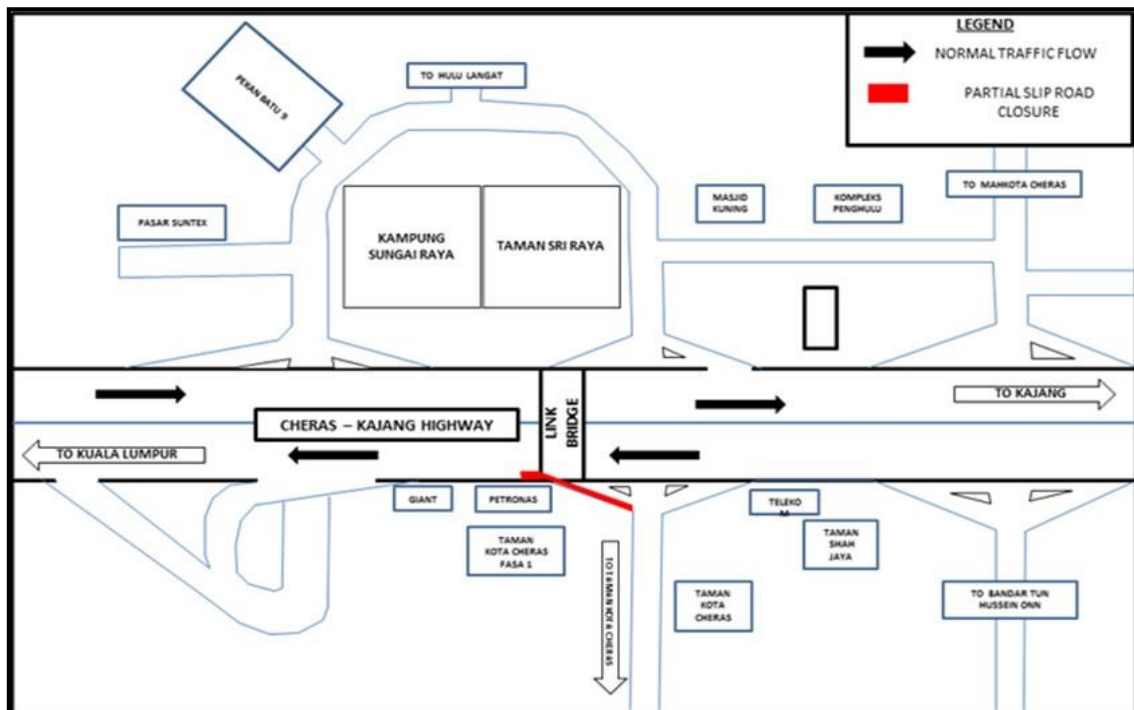 LEGEND
NORMAL TRAFFIC FLOW
PARTIAL SLIP ROAD
CLOSURE
PEKAN BATU 9
TO HULU LANGAT
PASAR SUNTEX
KAMPUNG
SUNGAI RAYA
TAMAN SRI RAYA
MASJID
KUNING
KOMPLEKS
PENGHULU
TO MAHKOTA CHERAS
TO KAJANG
CHERAS – KAJANG HIGHWAY
LINK
BRIDGE
TO KUALA LUMPUR
GIANT
PETRONAS
TAMAN
KOTA CHERAS
FASA 1
TO TAMAN KOTA CHERAS
TELEKO
M
TAMAN
SHAH
JAYA
TAMAN
KOTA
CHERAS
TO BANDAR TUN
HUSSEIN ONN